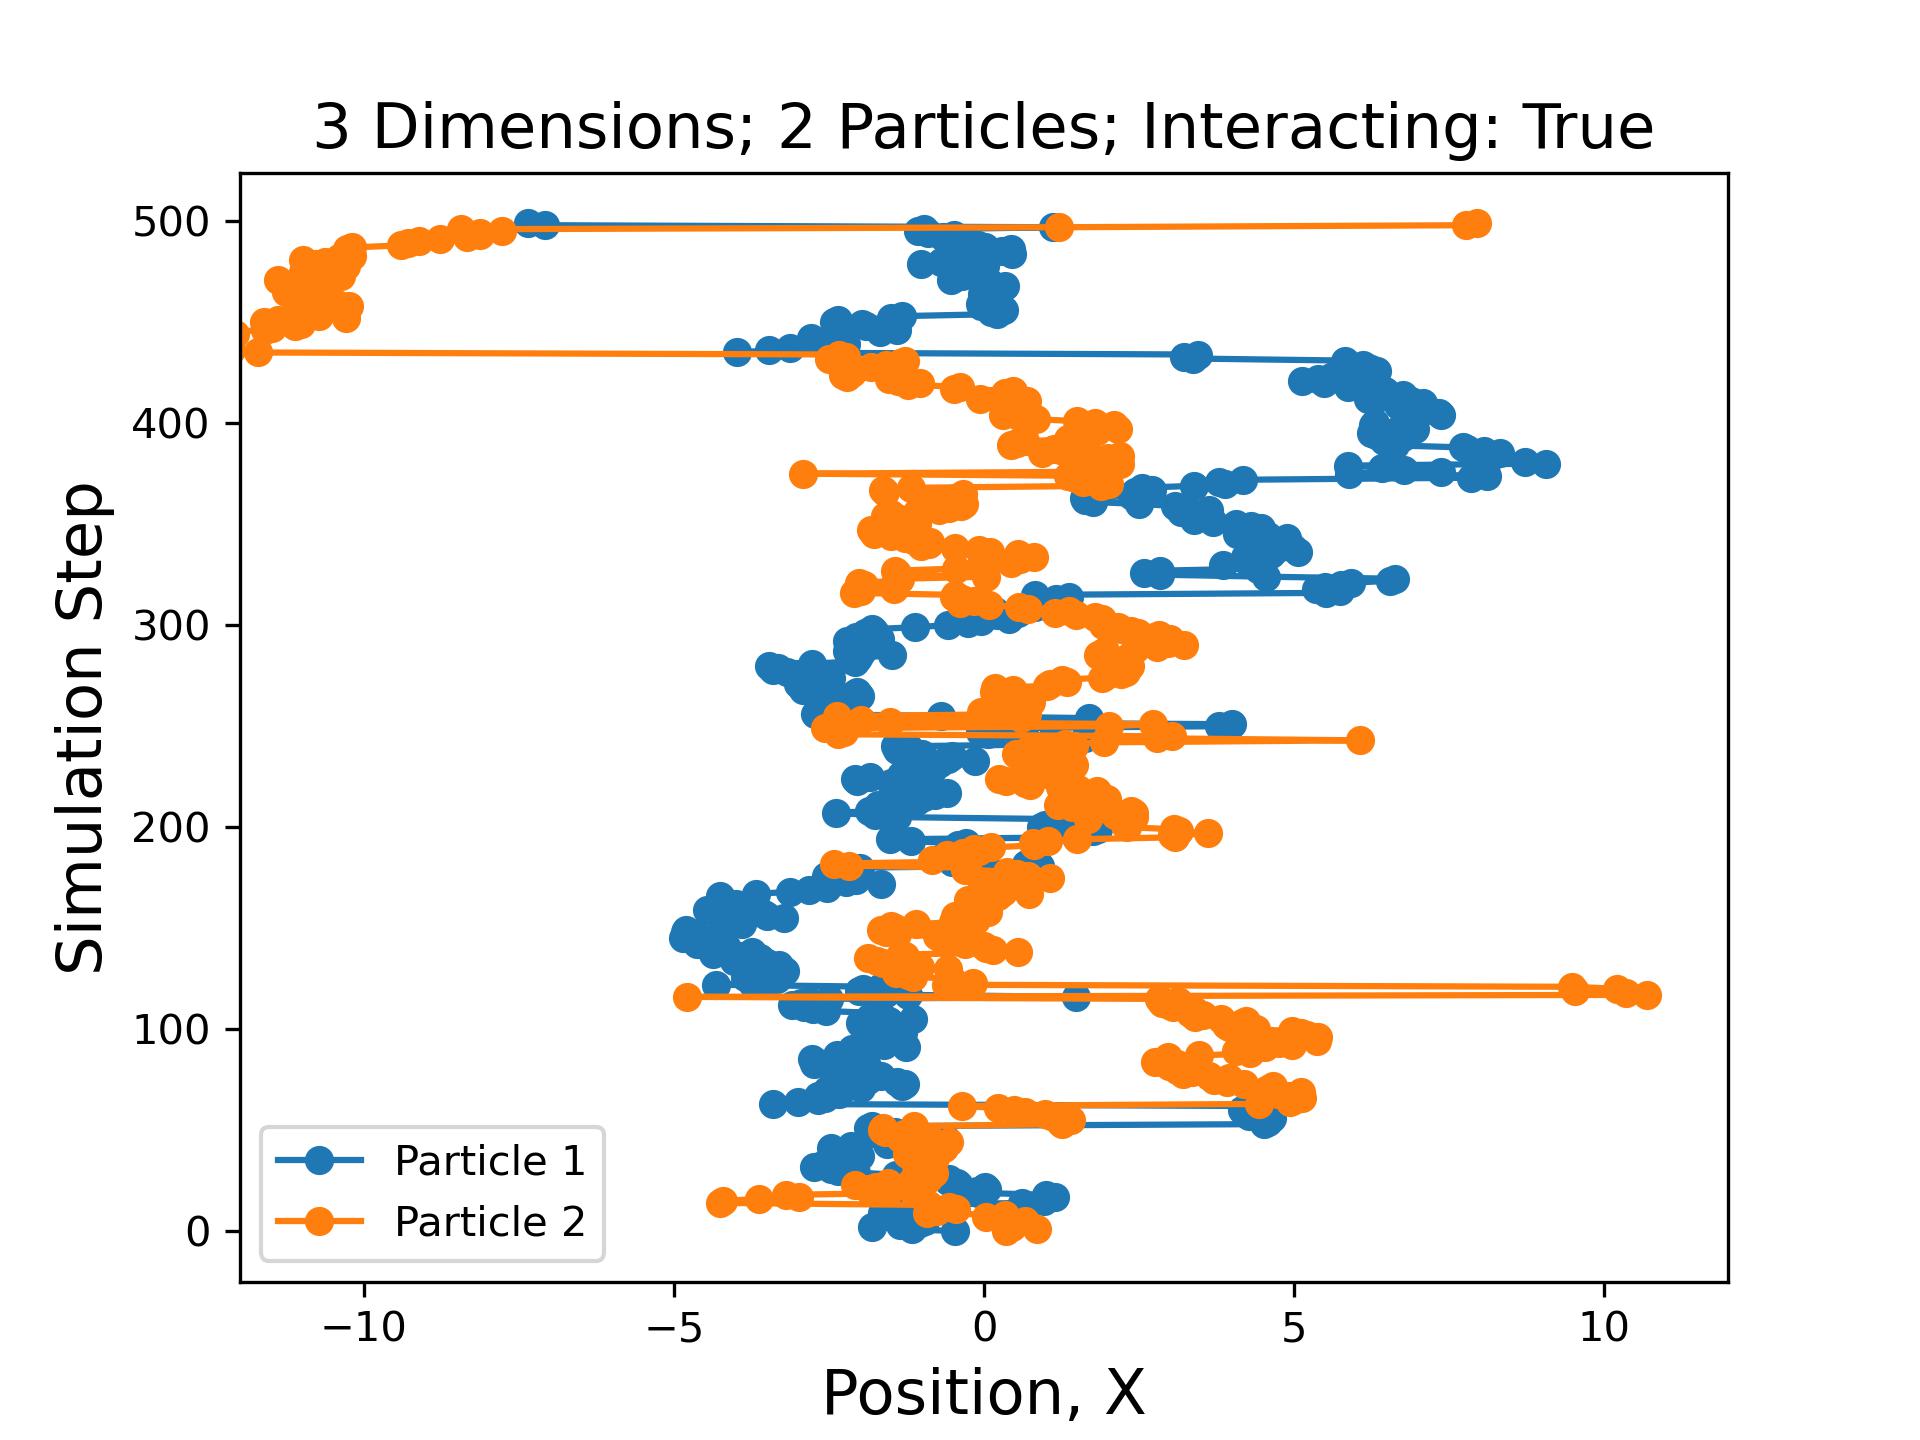 3 Dimensions; 2 Particles; Interacting: True
Simulation Step
500
400
300
200
100
0
Particle 1
Particle 2
−10
−5
0
5
10
Position, X